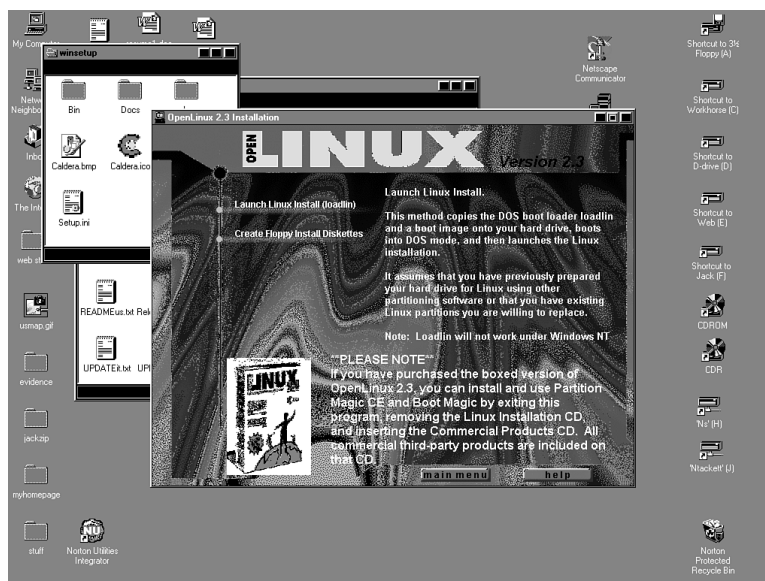 My Computer
winsetup
Bin
Docs
Caldera.bmp
Caldera.ico
Setup.ini
READMEus.txt
UPDATEit.txt
web
usmap.gif
evidence
jackzip
myhomepage
stuff
Norton Utilities
Integrator
OpenLinux 2.3 Installation
OPEN LINUX
Version 2.3
Launch Linux Install (loadlin)
Create Floppy Install Diskettes
Launch Linux Install.
This method copies the DOS boot loader loadlin
and a boot image onto your hard drive, boots
into DOS mode, and then launches the Linux
installation.
It assumes that you have previously prepared
your hard drive for Linux using other
partitioning software or that you have existing
Linux partitions you are willing to replace.
Note: Loadlin will not work under Windows NT
**PLEASE NOTE**
If you have purchased the boxed version of
OpenLinux 2.3, you can install and use Partition
Magic CE and Boot Magic by exiting this
program, removing the Linux Installation CD,
and inserting the Commercial Products CD. All
commercial third-party products are included on
that CD.
LINUX
main menu
help
Netscape
Communicator
Shortcut to 3½
Floppy (A)
Shortcut to
Workhorse (C)
Shortcut to
D-drive (D)
Shortcut to
Web (E)
Shortcut to
Jack (F)
CDROM
CDR
'Ns' (H)
'Ntackett' (J)
Norton
Protected
Recycle Bin